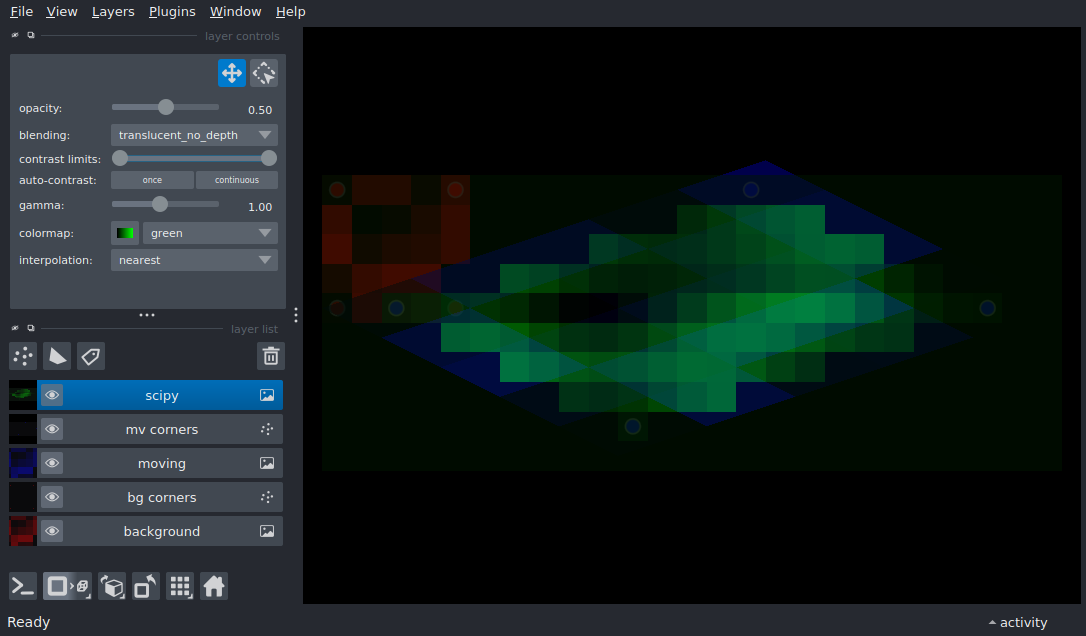 File View Layers Plugins Window Help
layer controls
opacity: 0.50
blending: translucent_no_depth
contrast limits:
auto-contrast: once continuous
gamma: 1.00
colormap: green
interpolation: nearest
layer list
scipy
mv corners
moving
bg corners
background
Ready activity